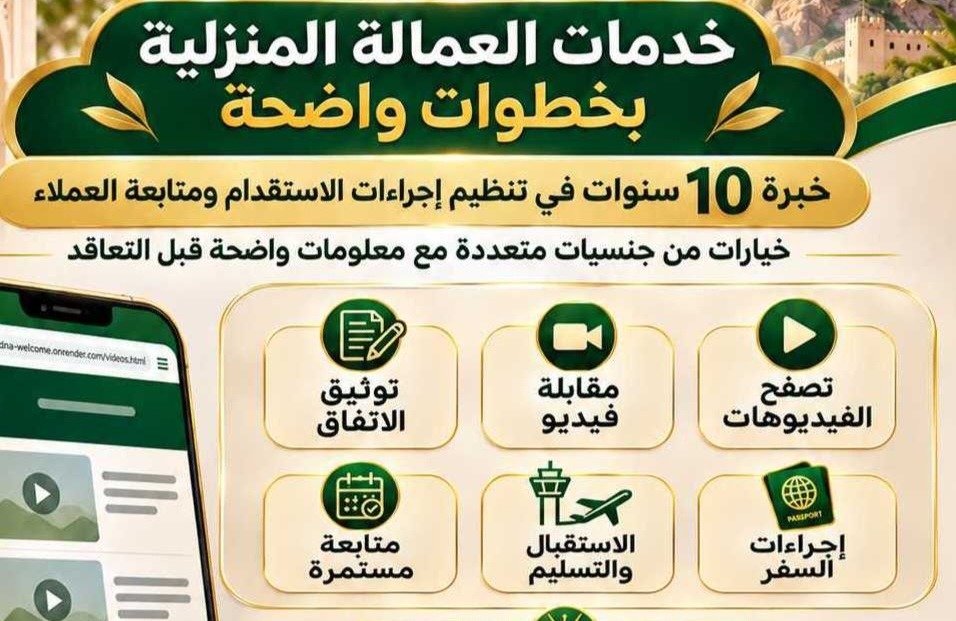 خدمات العمالة المنزلية
بخطوات واضحة
خبرة 10 سنوات في تنظيم إجراءات الاستقدام ومتابعة العملاء
خيارات من جنسيات متعددة مع معلومات واضحة قبل التعاقد
dna-welcome.onrender.com/videos.html
تصفح
الفيديوهات
مقابلة
فيديو
توثيق
الاتفاق
PASSPORT
إجراءات
السفر
الاستقبال
والتسليم
متابعة
مستمرة